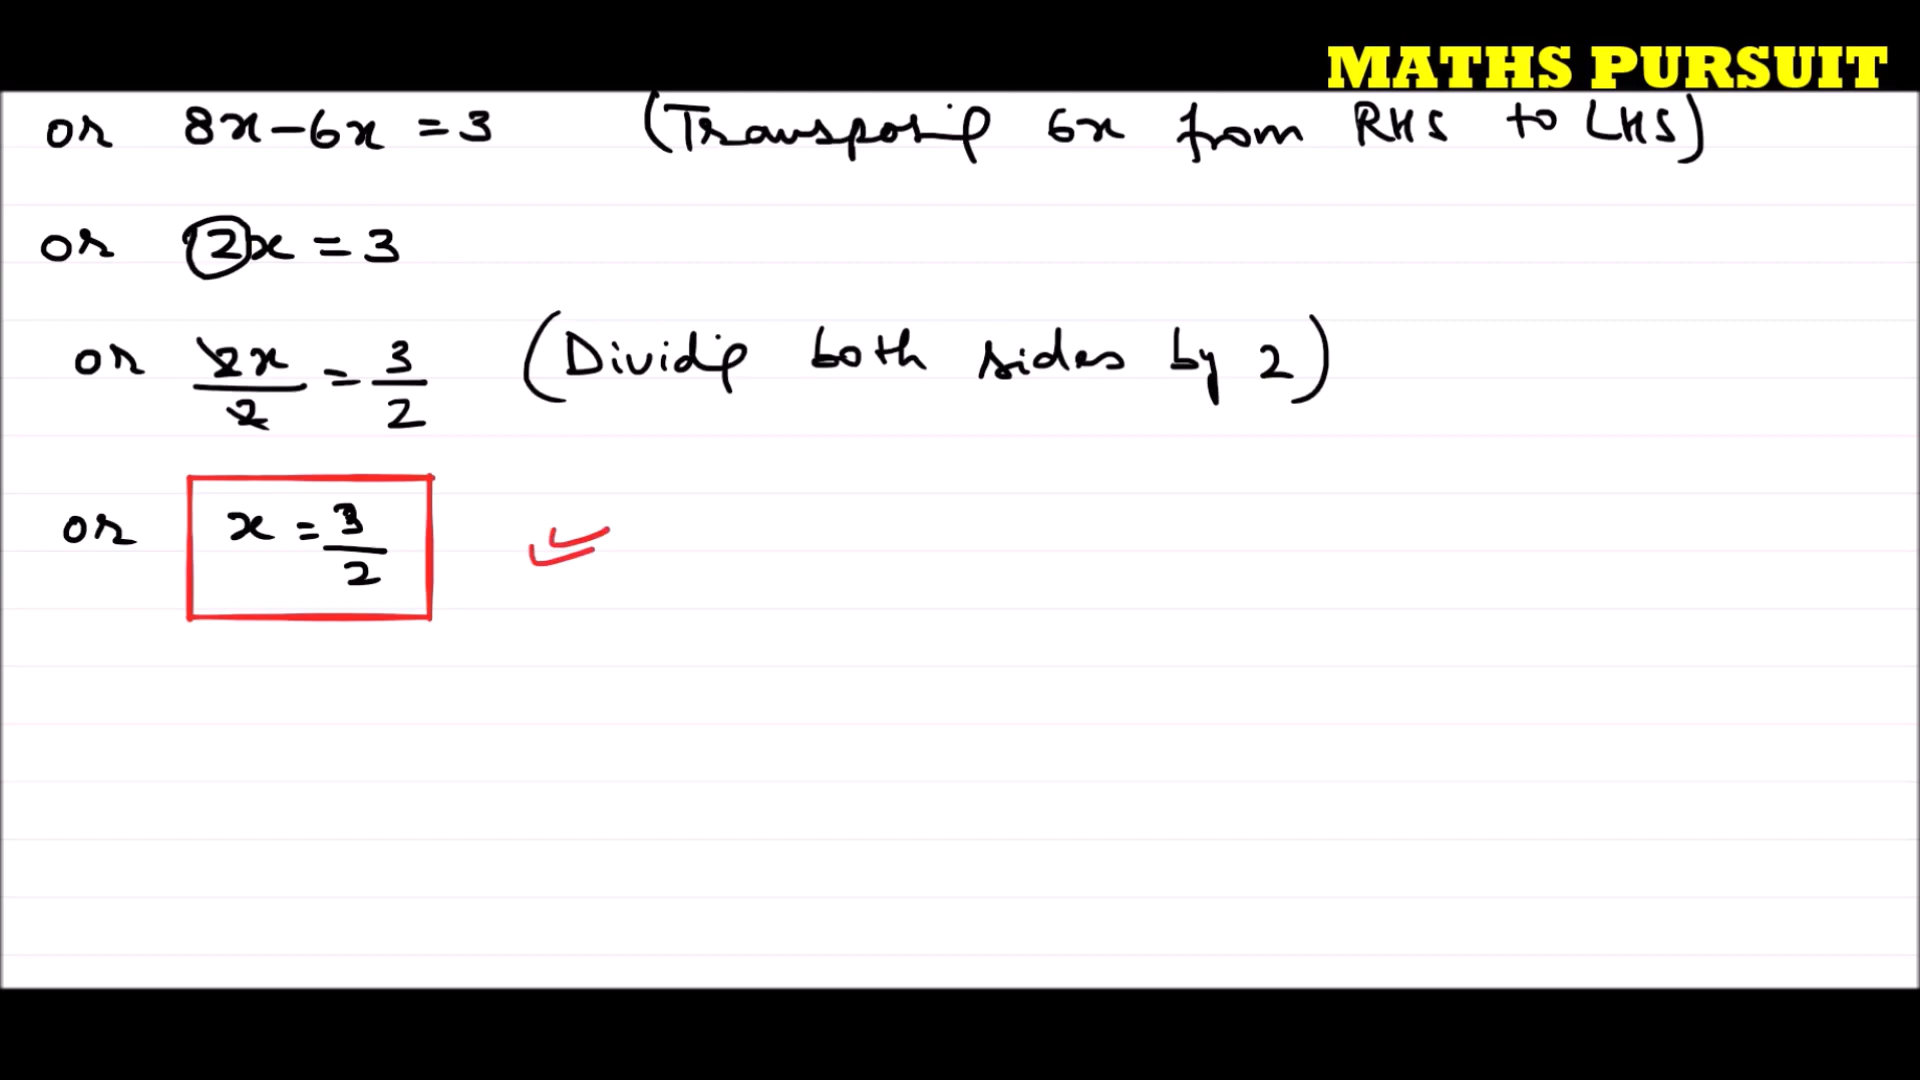 MATHS PURSUIT
or 8x-6x = 3 (Transposing 6x from RHS to LHS)
or 2x = 3
or 2x/2 = 3/2 (Dividing both sides by 2)
or x = 3/2